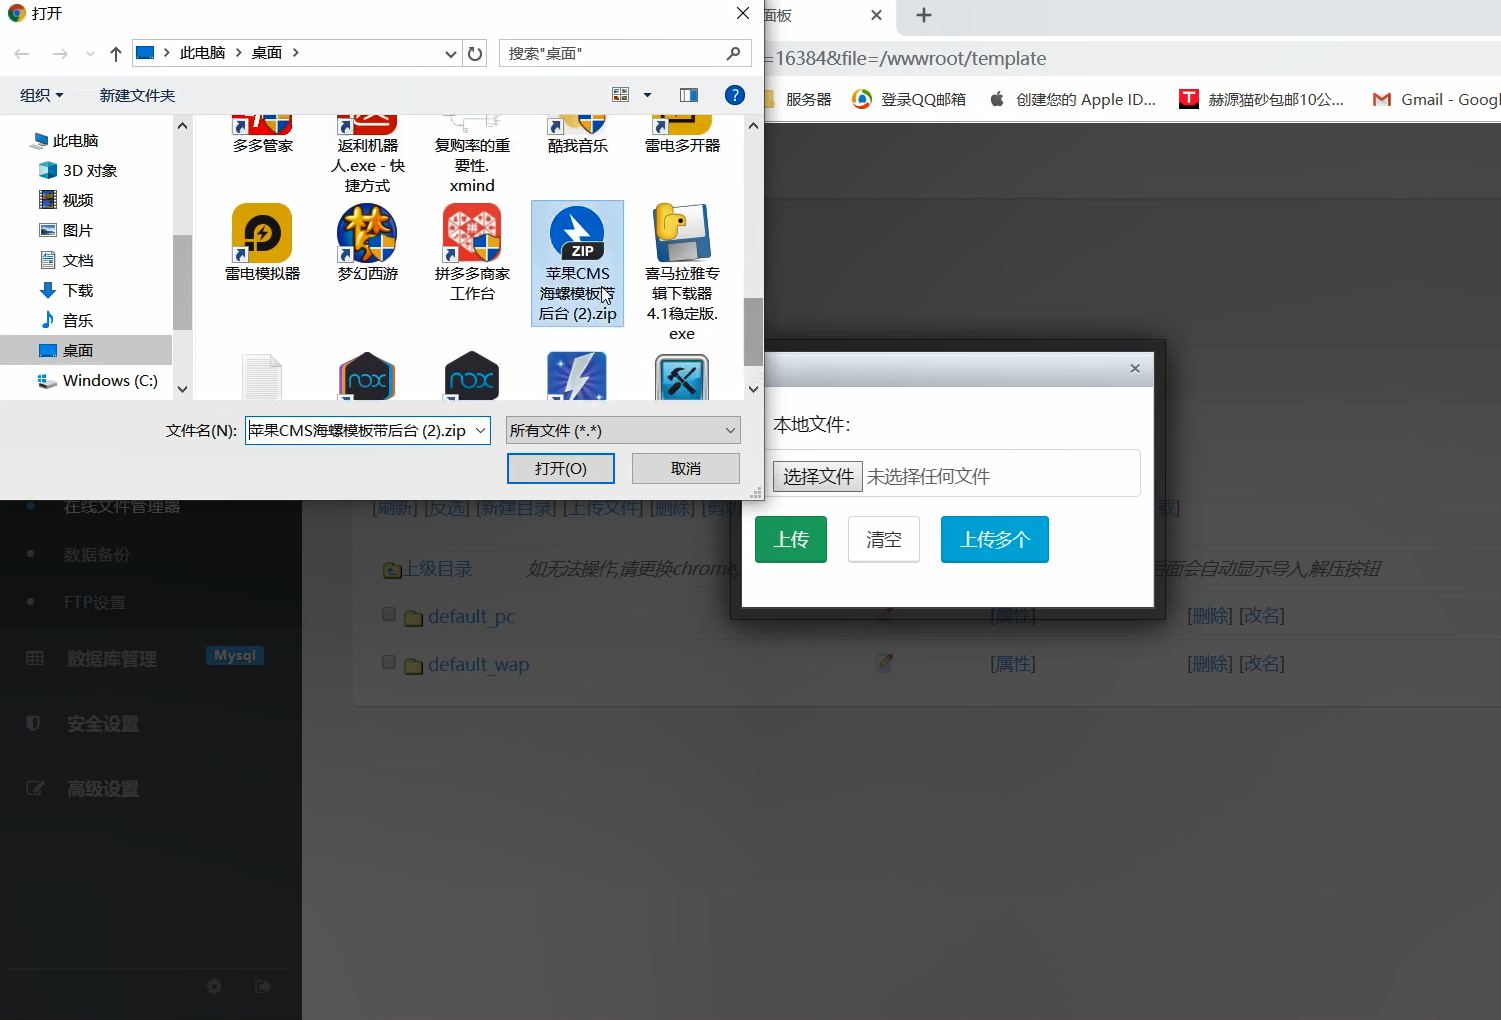 打开
面板
此电脑 桌面
搜索"桌面"
=16384&file=/wwwroot/template
组织
新建文件夹
服务器
登录QQ邮箱
创建您的 Apple ID...
赫源猫砂包邮10公...
Gmail - Googl
此电脑
3D 对象
视频
图片
文档
下载
音乐
桌面
Windows (C:)
多多管家
返利机器
人.exe - 快
捷方式
复购率的重
要性.
xmind
酷我音乐
雷电多开器
雷电模拟器
梦幻西游
拼多多商家
工作台
ZIP
苹果CMS
海螺模板带
后台 (2).zip
喜马拉雅专
辑下载器
4.1稳定版.
exe
nox
nox
文件名(N):
苹果CMS海螺模板带后台 (2).zip
所有文件 (*.*)
打开(O)
取消
本地文件:
选择文件
未选择任何文件
上传
清空
上传多个
在线文件管理器
数据备份
FTP设置
数据库管理
Mysql
安全设置
高级设置
[刷新] [反选] [新建目录] [上传文件] [删除] [剪切
载]
上级目录
如无法操作,请更换chrome,
后面会自动显示导入,解压按钮
default_pc
[属性]
[删除] [改名]
default_wap
[属性]
[删除] [改名]